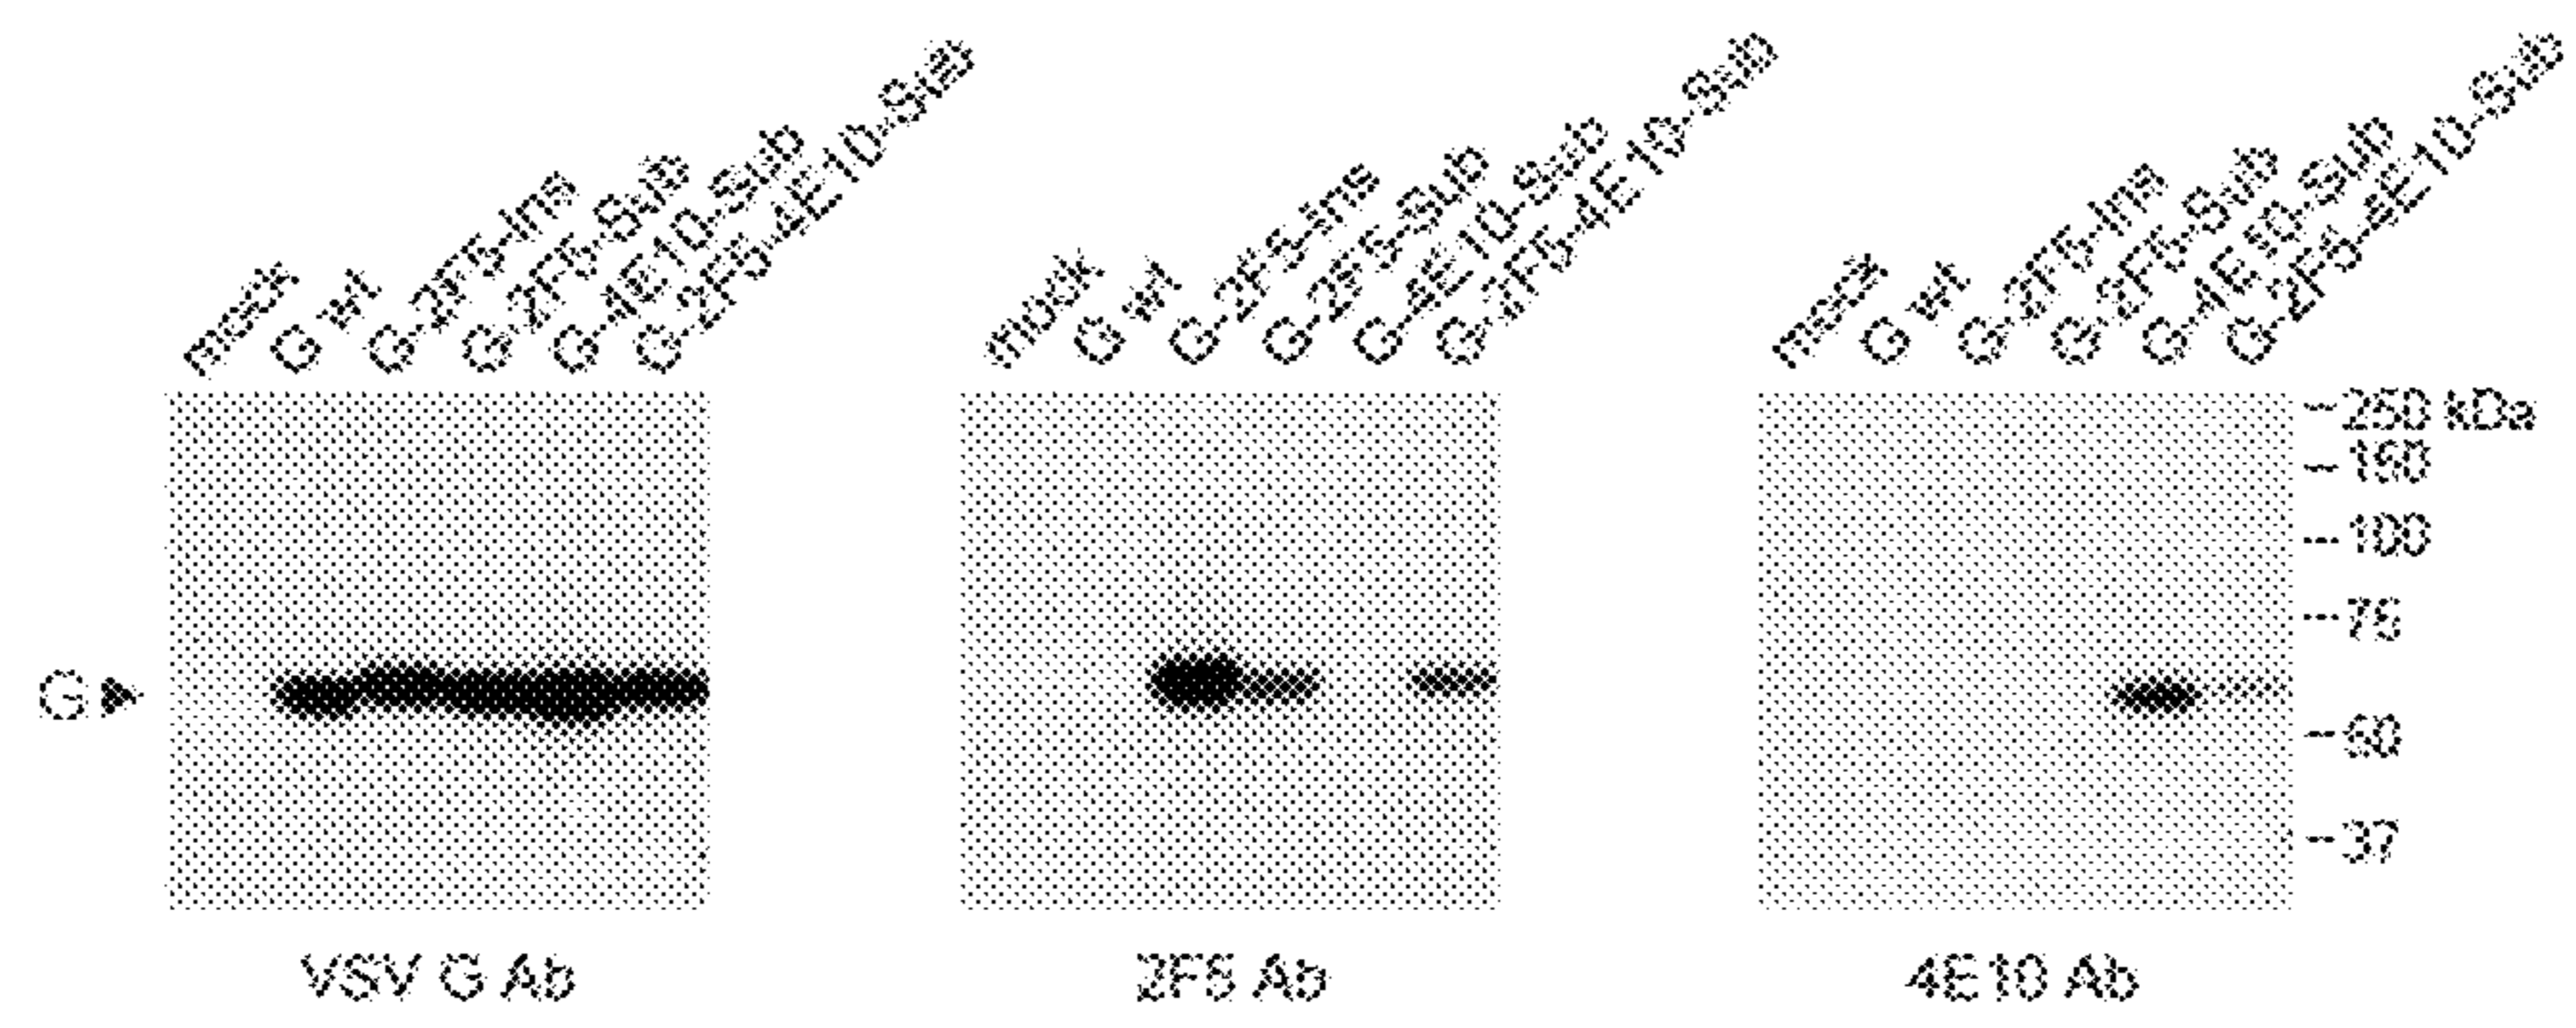 mock
G wt
G-2F5-Ins
G-2F5-Sub
G-4E10-Sub
G-2F5-4E10-Sub
mock
G wt
G-2F5-Ins
G-2F5-Sub
G-4E10-Sub
G-2F5-4E10-Sub
mock
G wt
G-2F5-Ins
G-2F5-Sub
G-4E10-Sub
G-2F5-4E10-Sub
250 kDa
150
100
75
50
37
G
VSV G Ab
2F5 Ab
4E10 Ab